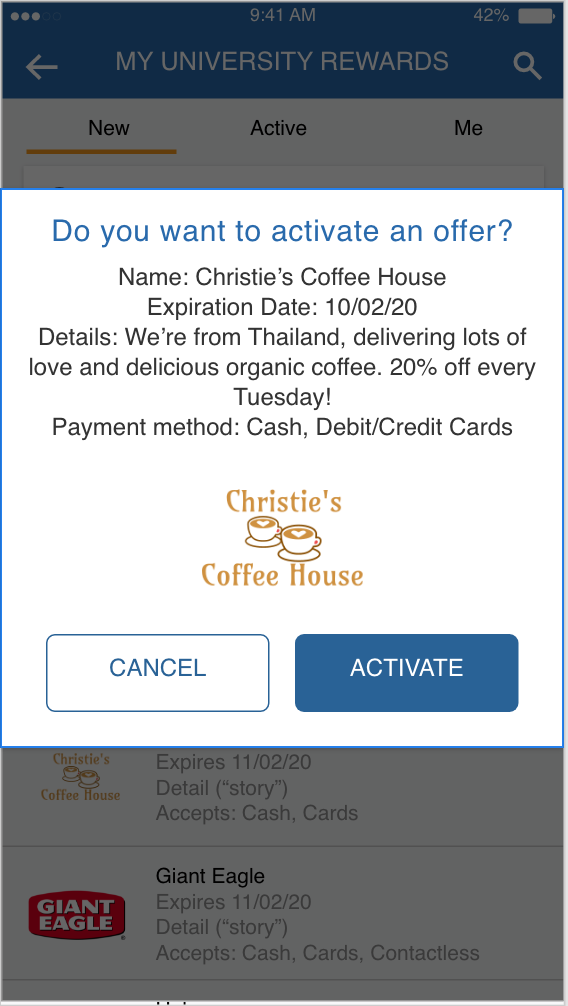 9:41 AM 42%
MY UNIVERSITY REWARDS
New Active Me
Do you want to activate an offer?
Name: Christie’s Coffee House
Expiration Date: 10/02/20
Details: We’re from Thailand, delivering lots of
love and delicious organic coffee. 20% off every
Tuesday!
Payment method: Cash, Debit/Credit Cards
Christie's
Coffee House
CANCEL ACTIVATE
Christie's
Coffee House
Expires 11/02/20
Detail (“story”)
Accepts: Cash, Cards
GIANT
EAGLE
Giant Eagle
Expires 11/02/20
Detail (“story”)
Accepts: Cash, Cards, Contactless